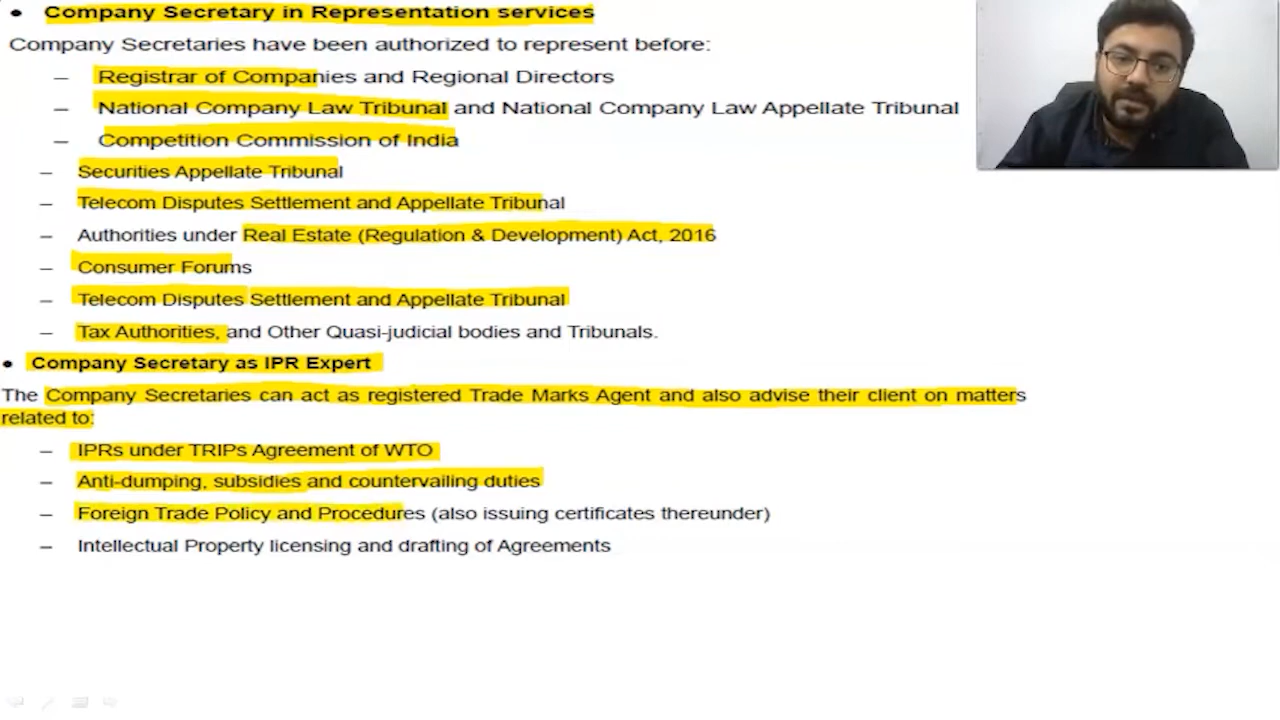 • Company Secretary in Representation services
Company Secretaries have been authorized to represent before:
– Registrar of Companies and Regional Directors
– National Company Law Tribunal and National Company Law Appellate Tribunal
– Competition Commission of India
– Securities Appellate Tribunal
– Telecom Disputes Settlement and Appellate Tribunal
– Authorities under Real Estate (Regulation & Development) Act, 2016
– Consumer Forums
– Telecom Disputes Settlement and Appellate Tribunal
– Tax Authorities, and Other Quasi-judicial bodies and Tribunals.
• Company Secretary as IPR Expert
The Company Secretaries can act as registered Trade Marks Agent and also advise their client on matters
related to:
– IPRs under TRIPs Agreement of WTO
– Anti-dumping, subsidies and countervailing duties
– Foreign Trade Policy and Procedures (also issuing certificates thereunder)
– Intellectual Property licensing and drafting of Agreements